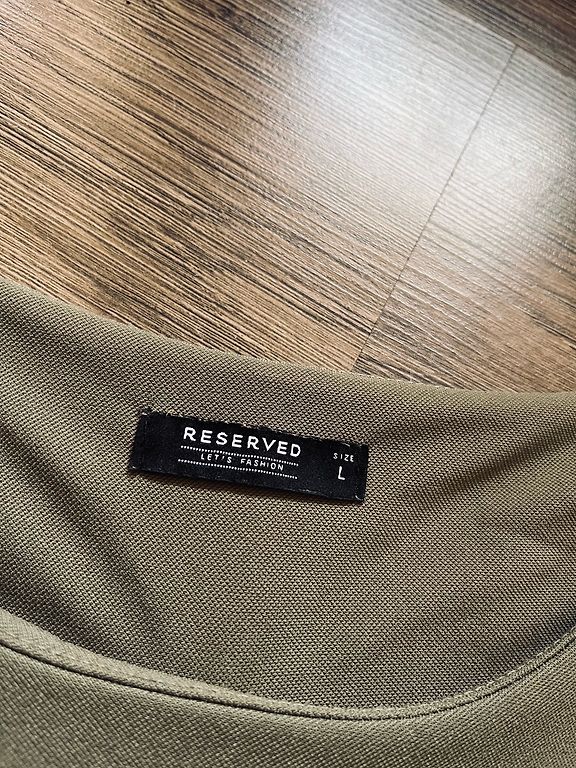 RESERVED
LET'S FASHION
SIZE
L